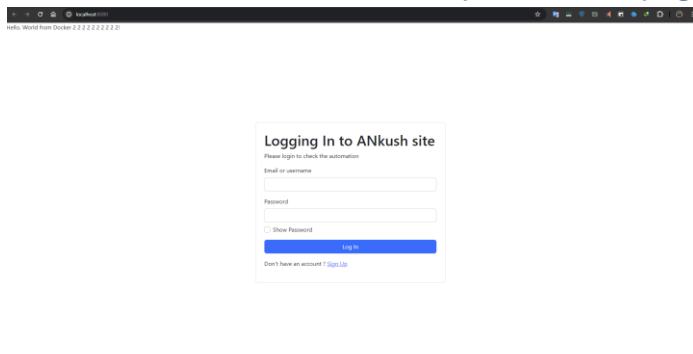 localhost:8080
Hello, World from Docker 2 2 2 2 2 2 2 2 2 2!
Logging In to ANkush site
Please login to check the automation
Email or username
Password
Show Password
Log In
Don't have an account ? Sign Up